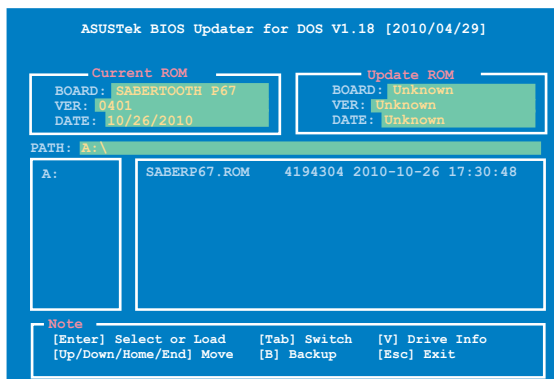 ASUSTek BIOS Updater for DOS V1.18 [2010/04/29]
Current ROM
BOARD: SABERTOOTH P67
VER: 0401
DATE: 10/26/2010
Update ROM
BOARD: Unknown
VER: Unknown
DATE: Unknown
PATH: A:\
A:
SABERP67.ROM 4194304 2010-10-26 17:30:48
Note
[Enter] Select or Load [Tab] Switch [V] Drive Info
[Up/Down/Home/End] Move [B] Backup [Esc] Exit